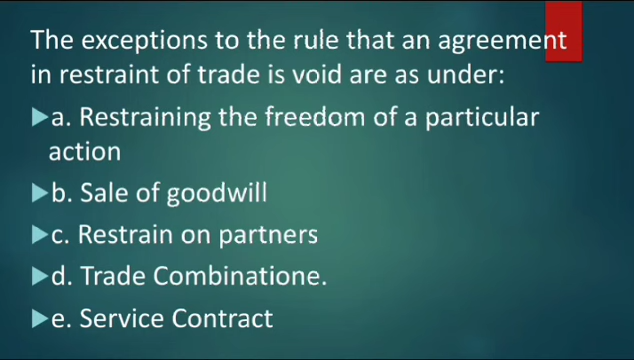 The exceptions to the rule that an agreement
in restraint of trade is void are as under:
a. Restraining the freedom of a particular
action
b. Sale of goodwill
c. Restrain on partners
d. Trade Combinatione.
e. Service Contract